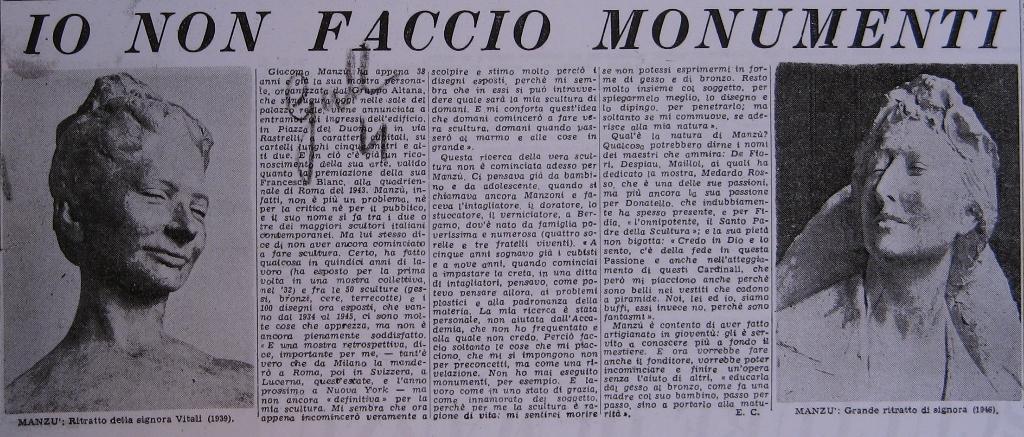 IO NON FACCIO MONUMENTI
Giacomo Manzù ha appena 38
anni e già la sua mostra persona-
le, organizzata dal Gruppo Altana,
che si nelle sale del
palazzo viene annunciata a
entrambi gl'ingressi dell'edificio,
in Piazza del Duomo e in via
Rastrelli, a caratteri cubitali, su
cartelli lunghi cinque metri e al-
ti due. E in ciò c'è già un rico-
noscimento della sua arte, valido
quanto la premiazione della sua
Francesca Blanc, alla quadrien-
nale di Roma del 1943. Manzù, in-
fatti, non è più un problema, nè
per la critica nè per il pubblico,
e il suo nome si fa tra i due o
tre dei maggiori scultori italiani
contemporanei. Ma lui stesso di-
ce di non aver ancora cominciato
a fare scultura. Certo, ha fatto
qualcosa in quindici anni di la-
voro (ha esposto per la prima
volta in una mostra collettiva,
nel '32) e fra le 50 sculture (ges-
si, bronzi, cere, terrecotte) e i
100 disegni ora esposti, che van-
no dal 1934 al 1945, ci sono mol-
te cose che apprezza, ma non è
ancora pienamente soddisfatto.
« E una mostra retrospettiva, di-
ce, importante per me, — tant'è
vero che da Milano la mande-
rò a Roma, poi in Svizzera, a
Lucerna, quest'estate, e l'anno
prossimo a Nuova York — ma
non ancora « definitiva » per la
mia scultura. Mi sembra che ora
appena incomincerò veramente a
scolpire e stimo molto perciò i
disegni esposti, perchè mi sem-
bra che in essi si può intravve-
dere quale sarà la mia scultura di
domani. E mi conforta quest'idea
che domani comincerò a fare ve-
ra scultura, domani quando pas-
serò al marmo e alle cose in
grande ».
Questa ricerca della vera scul-
tura non è cominciata adesso per
Manzù. Ci pensava già da bambi-
no e da adolescente, quando si
chiamava ancora Manzoni e fa-
ceva l'intagliatore, il doratore, lo
stuccatore, il verniciatore, a Ber-
gamo, dov'è nato da famiglia po-
verissima e numerosa (quattro so-
relle e tre fratelli viventi). « A
cinque anni sognavo già i cubisti
e a nove anni, quando cominciai
a impastare la creta, in una ditta
di intagliatori, pensavo, come po-
tevo pensare allora, ai problemi
plastici e alla padronanza della
materia. La mia ricerca è stata
personale, non aiutata dall'Acca-
demia, che non ho frequentato e
alla quale non credo. Perciò fac-
cio soltanto le cose che mi piac-
ciono, che mi si impongono non
per preconcetti, ma come una ri-
velazione. Non ho mai eseguito
monumenti, per esempio. E la-
voro come in uno stato di grazia,
come innamorato del soggetto,
perchè per me la scultura è ra-
gione di vita: mi sentirei morire
se non potessi esprimermi in for-
me di gesso e di bronzo. Resto
molto insieme col soggetto, per
spiegarmelo meglio, lo disegno e
lo dipingo, per penetrarlo; ma
soltanto se mi commuove, se ade-
risce alla mia natura ».
Qual'è la natura di Manzù?
Qualcosa potrebbero dirne i nomi
dei maestri che ammira: De Fio-
ri, Despiau, Maillol, ai quali ha
dedicato la mostra, Medardo Ros-
so, che è una delle sue passioni,
ma più ancora la sua passione
per Donatello, che indubbiamen-
te ha spesso presente, e per Fi-
dia, « l'onnipotente, il Santo Pa-
dre della Scultura »; e la sua pietà
non bigotta: « Credo in Dio e lo
sento, c'è della fede in questa
Passione e anche nell'atteggia-
mento di questi Cardinali, che
però mi piacciono anche perchè
sono belli nei vestiti che cadono
a piramide. Noi, lei ed io, siamo
buffi, essi invece no, perchè sono
fantasmi ».
Manzù è contento di aver fatto
artigianato in gioventù: gli è ser-
vito a conoscere più a fondo il
mestiere. E ora vorrebbe fare
anche il fonditore, vorrebbe poter
incominciare e finire un'opera
senza l'aiuto di altri, « educarla
dal gesso al bronzo, come fa una
madre col suo bambino, passo per
passo, sino a portarlo alla matu-
rità ».
E. C.
MANZU': Ritratto della signora Vitali (1939).
MANZU': Grande ritratto di signora (1946).